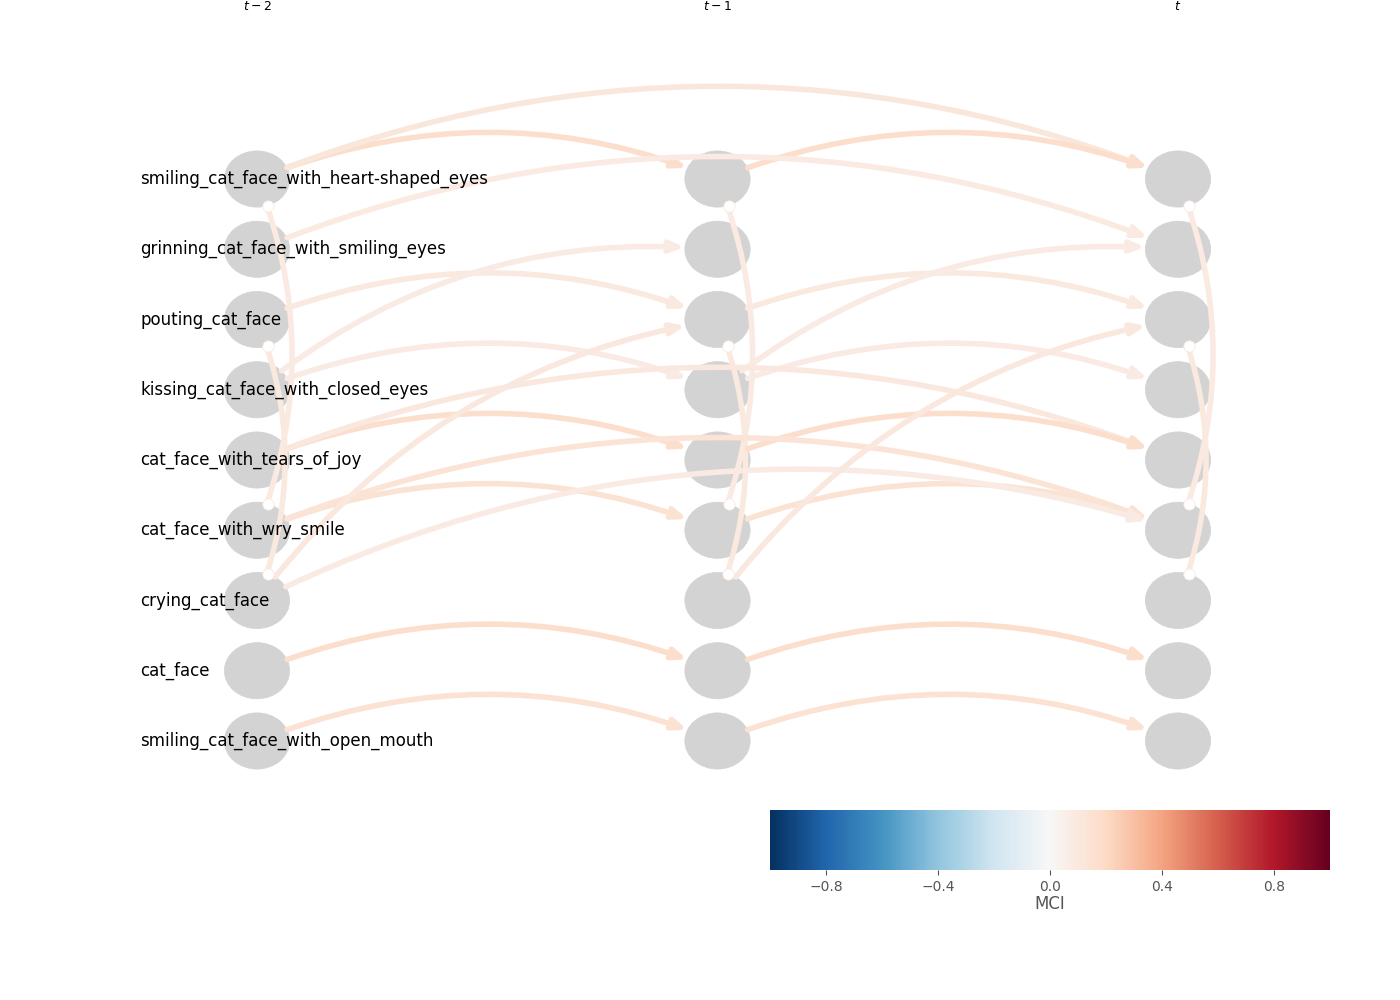 t − 2 t − 1 t
smiling_cat_face_with_heart-shaped_eyes
grinning_cat_face_with_smiling_eyes
pouting_cat_face
kissing_cat_face_with_closed_eyes
cat_face_with_tears_of_joy
cat_face_with_wry_smile
crying_cat_face
cat_face
smiling_cat_face_with_open_mouth
−0.8 −0.4 0.0 0.4 0.8
MCI